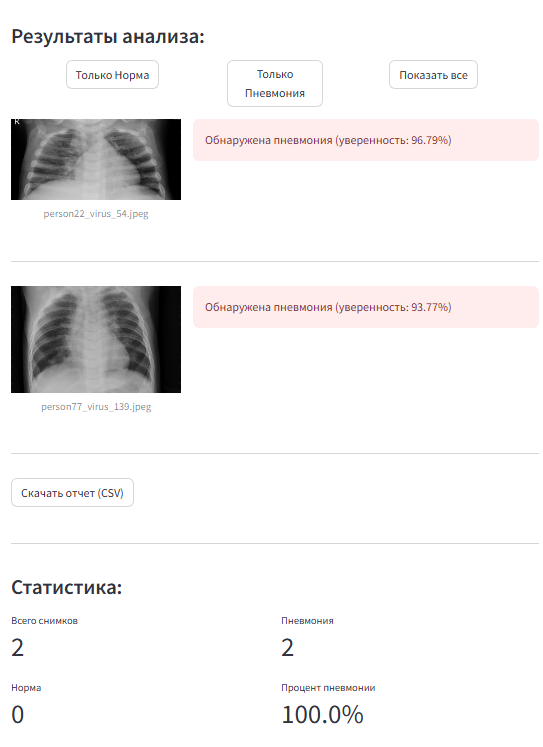 Результаты анализа:
Только Норма
Только
Пневмония
Показать все
R
Обнаружена пневмония (уверенность: 96.79%)
person22_virus_54.jpeg
Обнаружена пневмония (уверенность: 93.77%)
person77_virus_139.jpeg
Скачать отчет (CSV)
Статистика:
Всего снимков
Пневмония
2
2
Норма
Процент пневмонии
0
100.0%